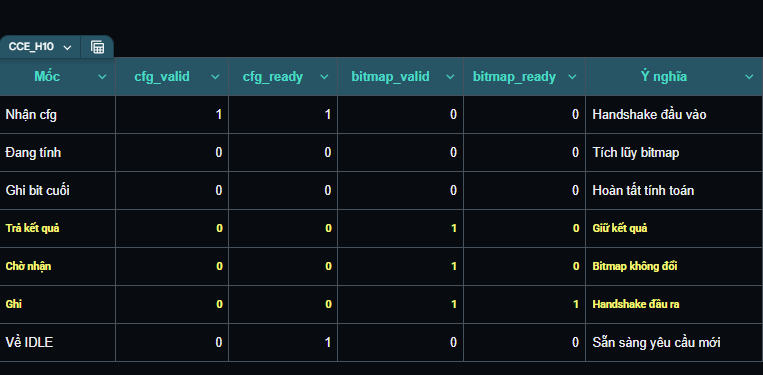 CCE_H10
Mốc cfg_valid cfg_ready bitmap_valid bitmap_ready Ý nghĩa
Nhận cfg 1 1 0 0 Handshake đầu vào
Đang tính 0 0 0 0 Tích lũy bitmap
Ghi bit cuối 0 0 0 0 Hoàn tất tính toán
Trả kết quả 0 0 1 0 Giữ kết quả
Chờ nhận 0 0 1 0 Bitmap không đổi
Ghi 0 0 1 1 Handshake đầu ra
Về IDLE 0 1 0 0 Sẵn sàng yêu cầu mới